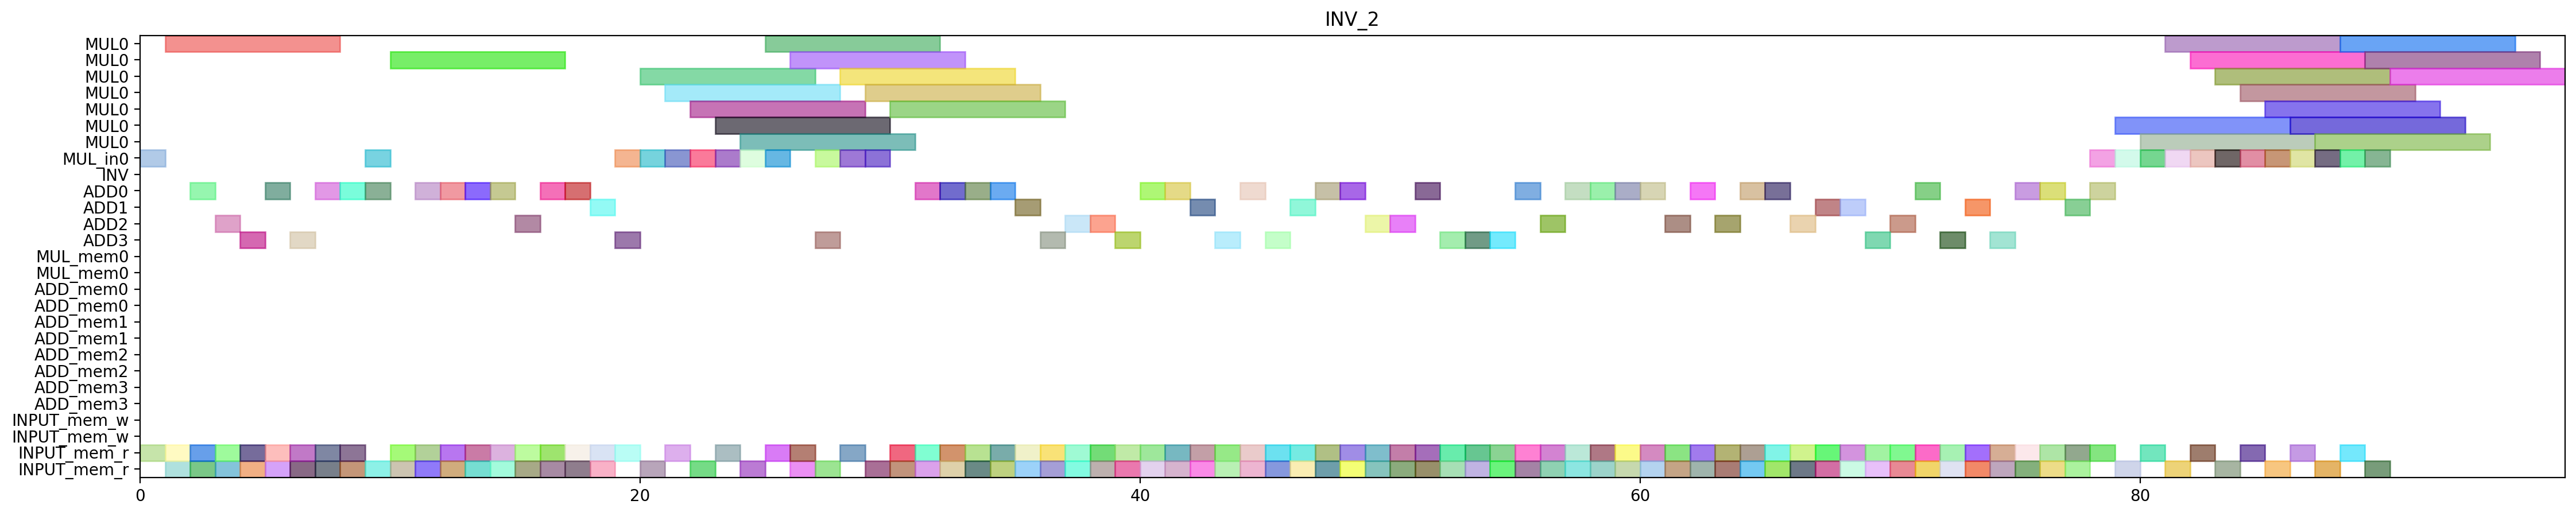 INV_2
MUL0
MUL0
MUL0
MUL0
MUL0
MUL0
MUL0
MUL_in0
INV
ADD0
ADD1
ADD2
ADD3
MUL_mem0
MUL_mem0
ADD_mem0
ADD_mem0
ADD_mem1
ADD_mem1
ADD_mem2
ADD_mem2
ADD_mem3
ADD_mem3
INPUT_mem_w
INPUT_mem_w
INPUT_mem_r
INPUT_mem_r
0 20 40 60 80